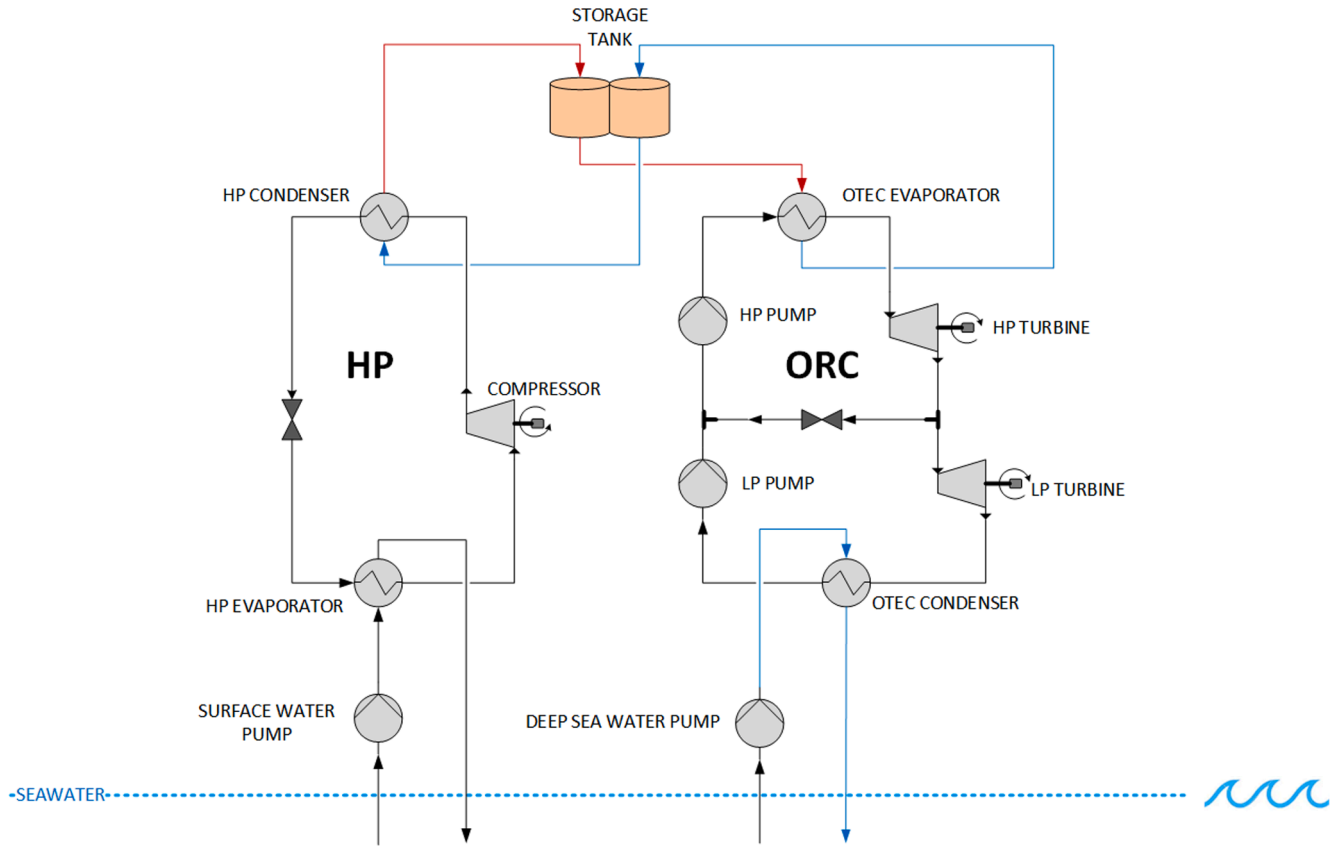 STORAGE
TANK
HP CONDENSER
OTEC EVAPORATOR
HP PUMP
HP TURBINE
HP
ORC
COMPRESSOR
LP PUMP
LP TURBINE
HP EVAPORATOR
OTEC CONDENSER
SURFACE WATER
PUMP
DEEP SEA WATER PUMP
SEAWATER